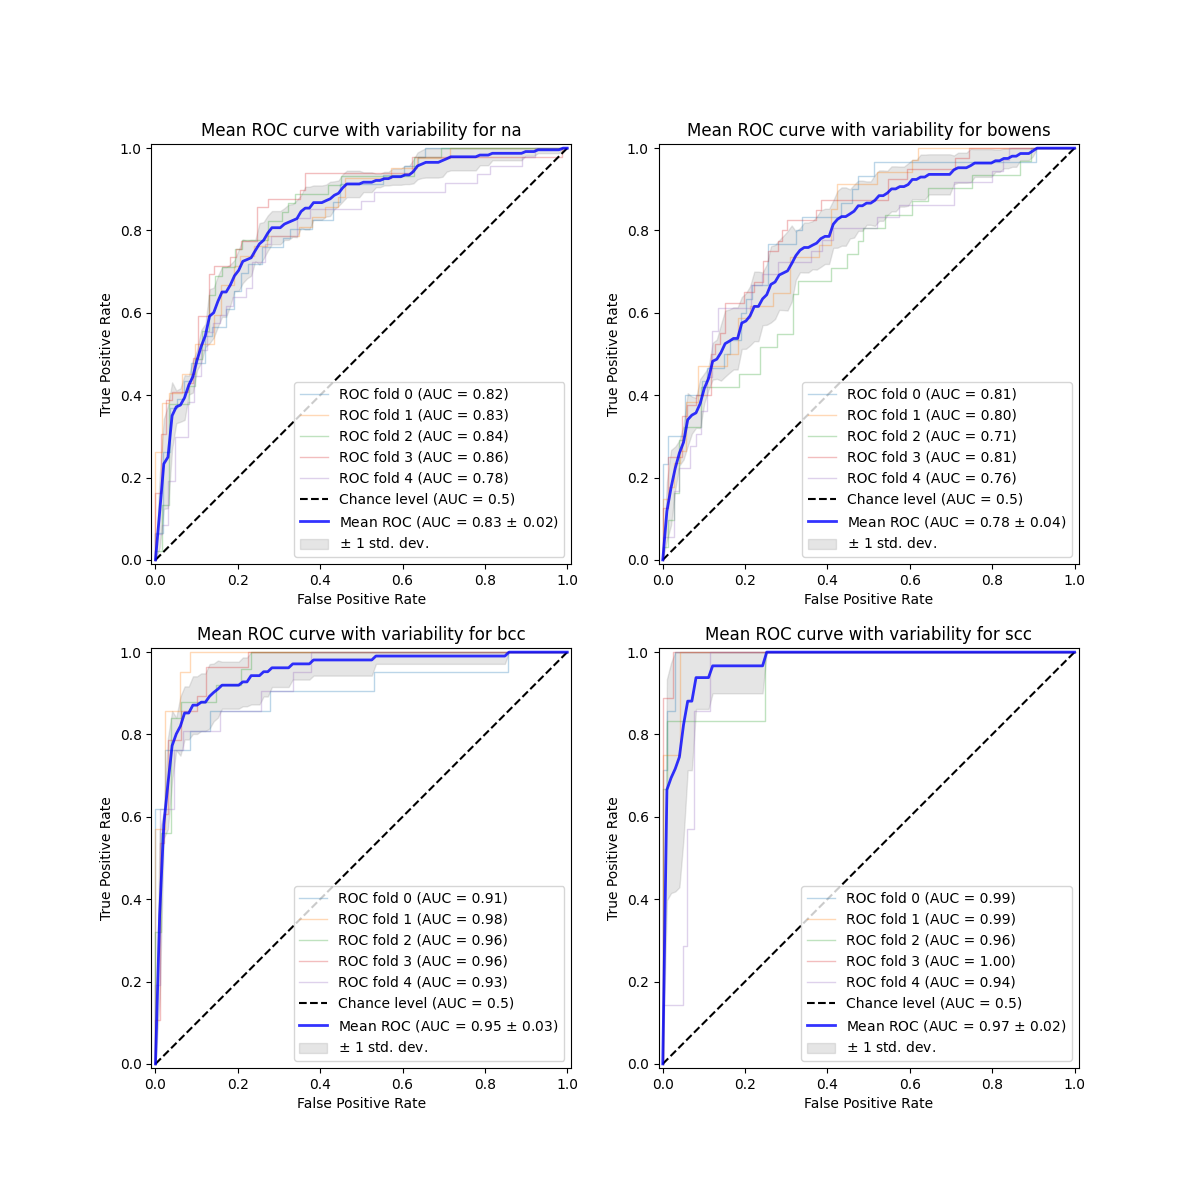 Mean ROC curve with variability for na
True Positive Rate
1.0
0.8
0.6
0.4
0.2
0.0
ROC fold 0 (AUC = 0.82)
ROC fold 1 (AUC = 0.83)
ROC fold 2 (AUC = 0.84)
ROC fold 3 (AUC = 0.86)
ROC fold 4 (AUC = 0.78)
Chance level (AUC = 0.5)
Mean ROC (AUC = 0.83 ± 0.02)
± 1 std. dev.
0.0 0.2 0.4 0.6 0.8 1.0
False Positive Rate
Mean ROC curve with variability for bowens
True Positive Rate
1.0
0.8
0.6
0.4
0.2
0.0
ROC fold 0 (AUC = 0.81)
ROC fold 1 (AUC = 0.80)
ROC fold 2 (AUC = 0.71)
ROC fold 3 (AUC = 0.81)
ROC fold 4 (AUC = 0.76)
Chance level (AUC = 0.5)
Mean ROC (AUC = 0.78 ± 0.04)
± 1 std. dev.
0.0 0.2 0.4 0.6 0.8 1.0
False Positive Rate
Mean ROC curve with variability for bcc
True Positive Rate
1.0
0.8
0.6
0.4
0.2
0.0
ROC fold 0 (AUC = 0.91)
ROC fold 1 (AUC = 0.98)
ROC fold 2 (AUC = 0.96)
ROC fold 3 (AUC = 0.96)
ROC fold 4 (AUC = 0.93)
Chance level (AUC = 0.5)
Mean ROC (AUC = 0.95 ± 0.03)
± 1 std. dev.
0.0 0.2 0.4 0.6 0.8 1.0
False Positive Rate
Mean ROC curve with variability for scc
True Positive Rate
1.0
0.8
0.6
0.4
0.2
0.0
ROC fold 0 (AUC = 0.99)
ROC fold 1 (AUC = 0.99)
ROC fold 2 (AUC = 0.96)
ROC fold 3 (AUC = 1.00)
ROC fold 4 (AUC = 0.94)
Chance level (AUC = 0.5)
Mean ROC (AUC = 0.97 ± 0.02)
± 1 std. dev.
0.0 0.2 0.4 0.6 0.8 1.0
False Positive Rate